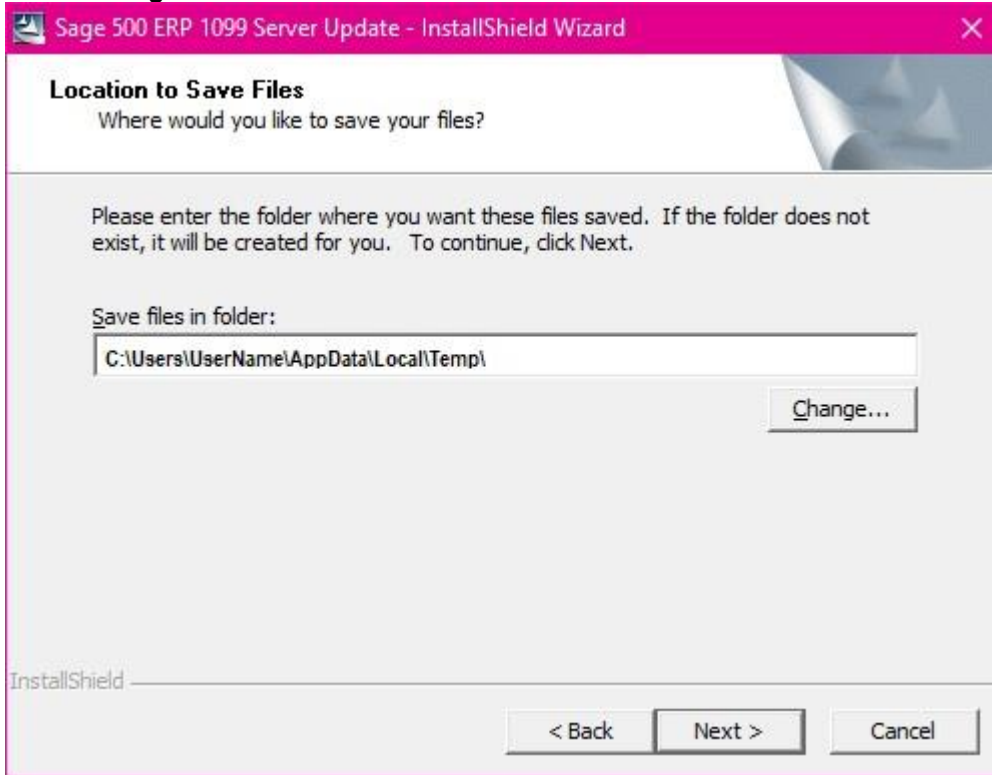 Sage 500 ERP 1099 Server Update - InstallShield Wizard
Location to Save Files
Where would you like to save your files?
Please enter the folder where you want these files saved. If the folder does not
exist, it will be created for you. To continue, click Next.
Save files in folder:
C:\Users\UserName\AppData\Local\Temp\
Change...
InstallShield
< Back Next > Cancel